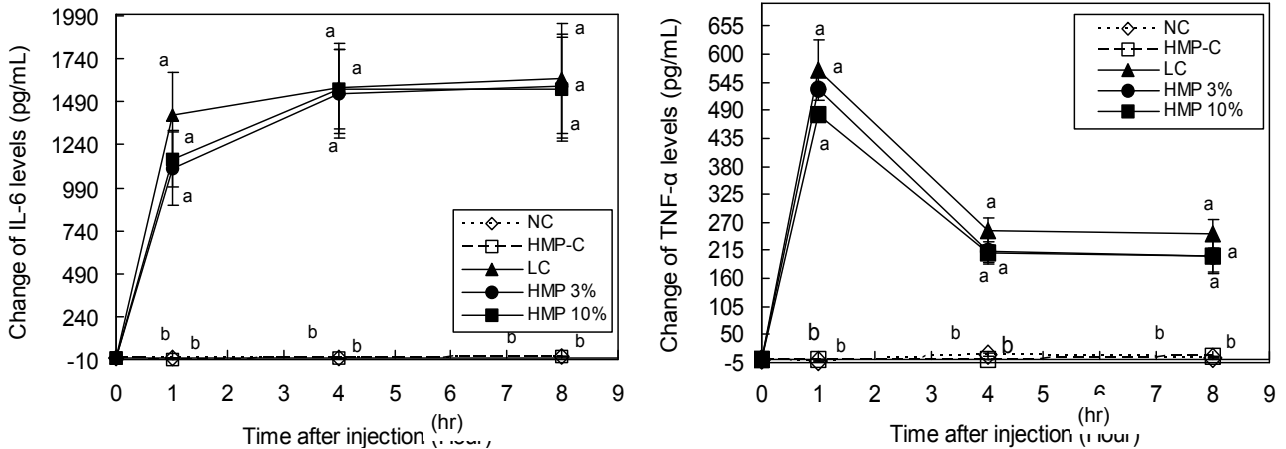 Change of IL-6 levels (pg/mL)
1990
1740
1490
1240
990
740
490
240
-10
a
a
a
a
a
a
a
a
a
b
b
b
b
b
b
NC
HMP-C
LC
HMP 3%
HMP 10%
0 1 2 3 4 5 6 7 8 9
(hr)
Time after injection
Change of TNF-α levels (pg/mL)
655
600
545
490
435
380
325
270
215
160
105
50
-5
a
a
a
a
a
a
a
a
a
b
b
b
b
b
b
NC
HMP-C
LC
HMP 3%
HMP 10%
0 1 2 3 4 5 6 7 8 9
(hr)
Time after injection